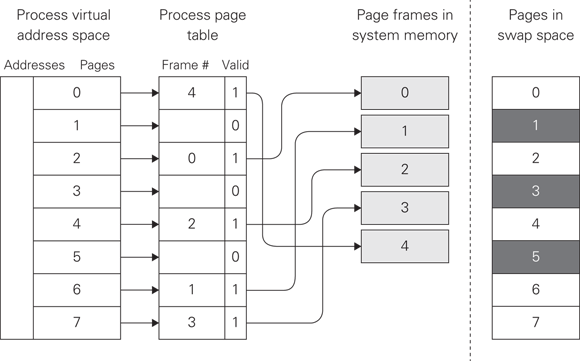 Process virtual
address space
Process page
table
Page frames in
system memory
Pages in
swap space
Addresses Pages
Frame # Valid
0 4 1 0 0
1 0 1 1
2 0 1 2 2
3 0 3 3
4 2 1 4 4
5 0 5
6 1 1 6
7 3 1 7